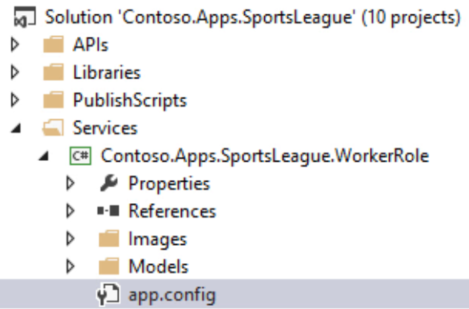 Solution 'Contoso.Apps.SportsLeague' (10 projects)
APIs
Libraries
PublishScripts
Services
C# Contoso.Apps.SportsLeague.WorkerRole
Properties
References
Images
Models
app.config